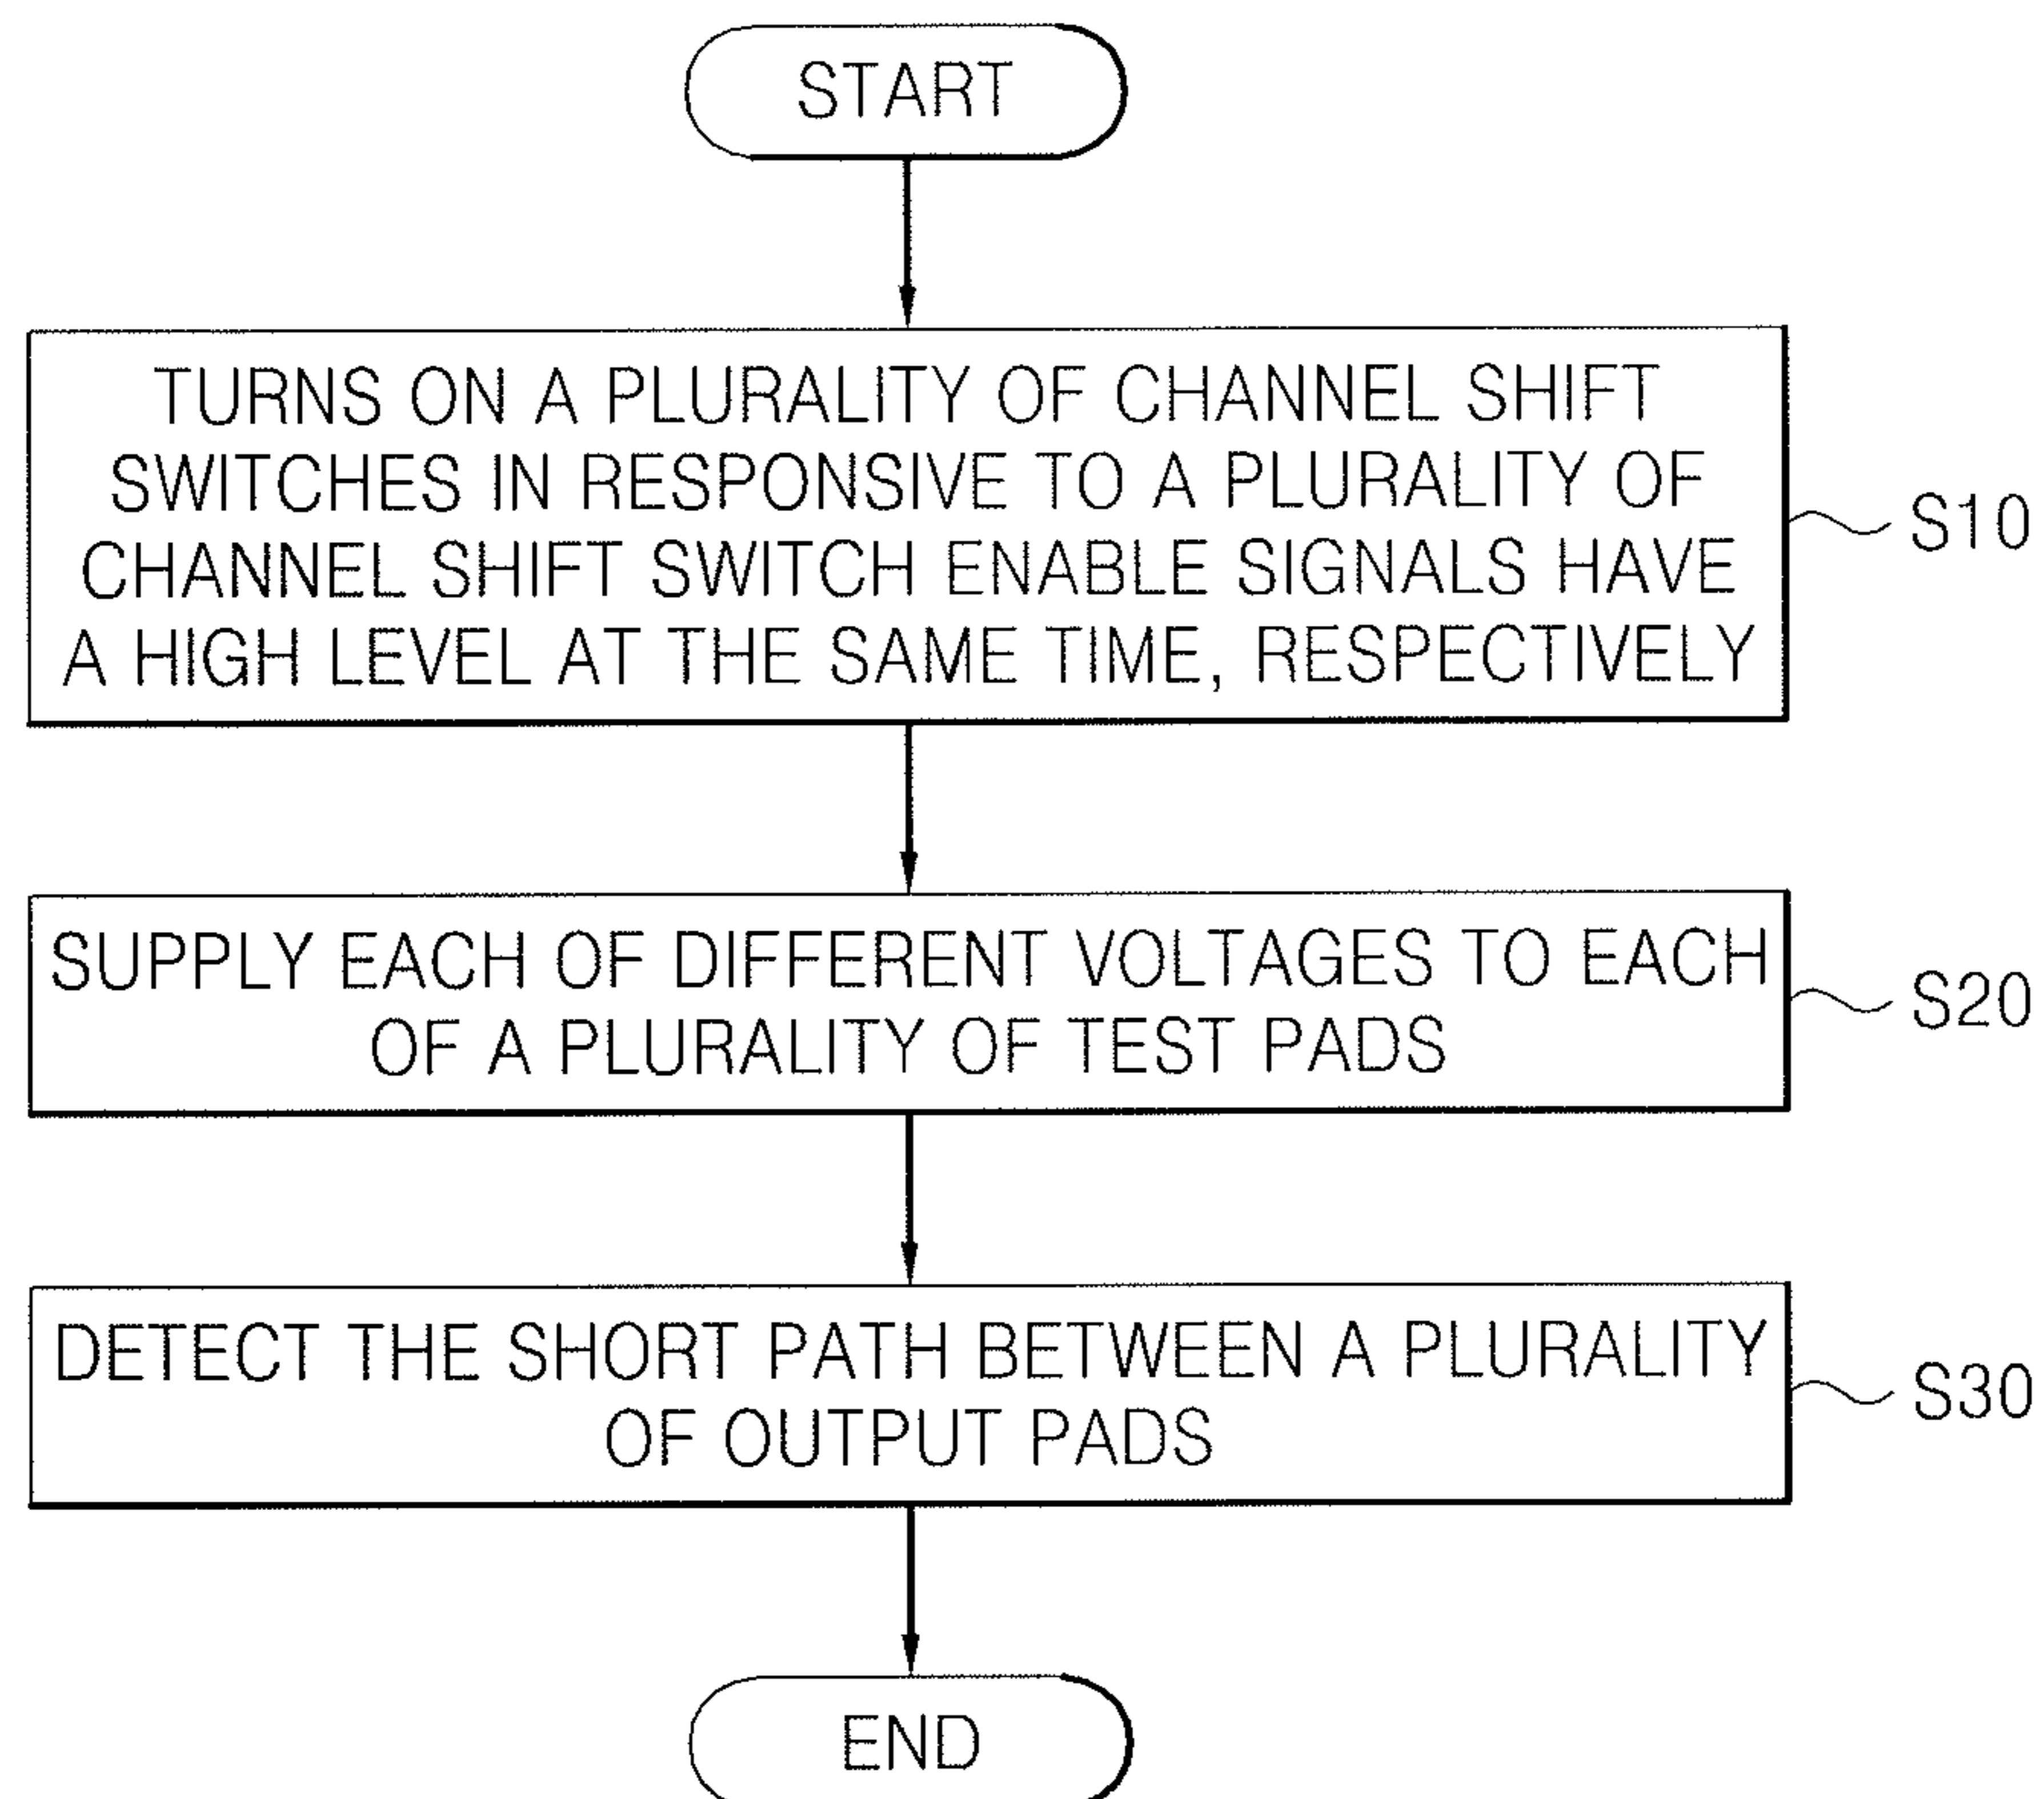 START
TURNS ON A PLURALITY OF CHANNEL SHIFT
SWITCHES IN RESPONSIVE TO A PLURALITY OF
CHANNEL SHIFT SWITCH ENABLE SIGNALS HAVE
A HIGH LEVEL AT THE SAME TIME, RESPECTIVELY
S10
SUPPLY EACH OF DIFFERENT VOLTAGES TO EACH
OF A PLURALITY OF TEST PADS
S20
DETECT THE SHORT PATH BETWEEN A PLURALITY
OF OUTPUT PADS
S30
END